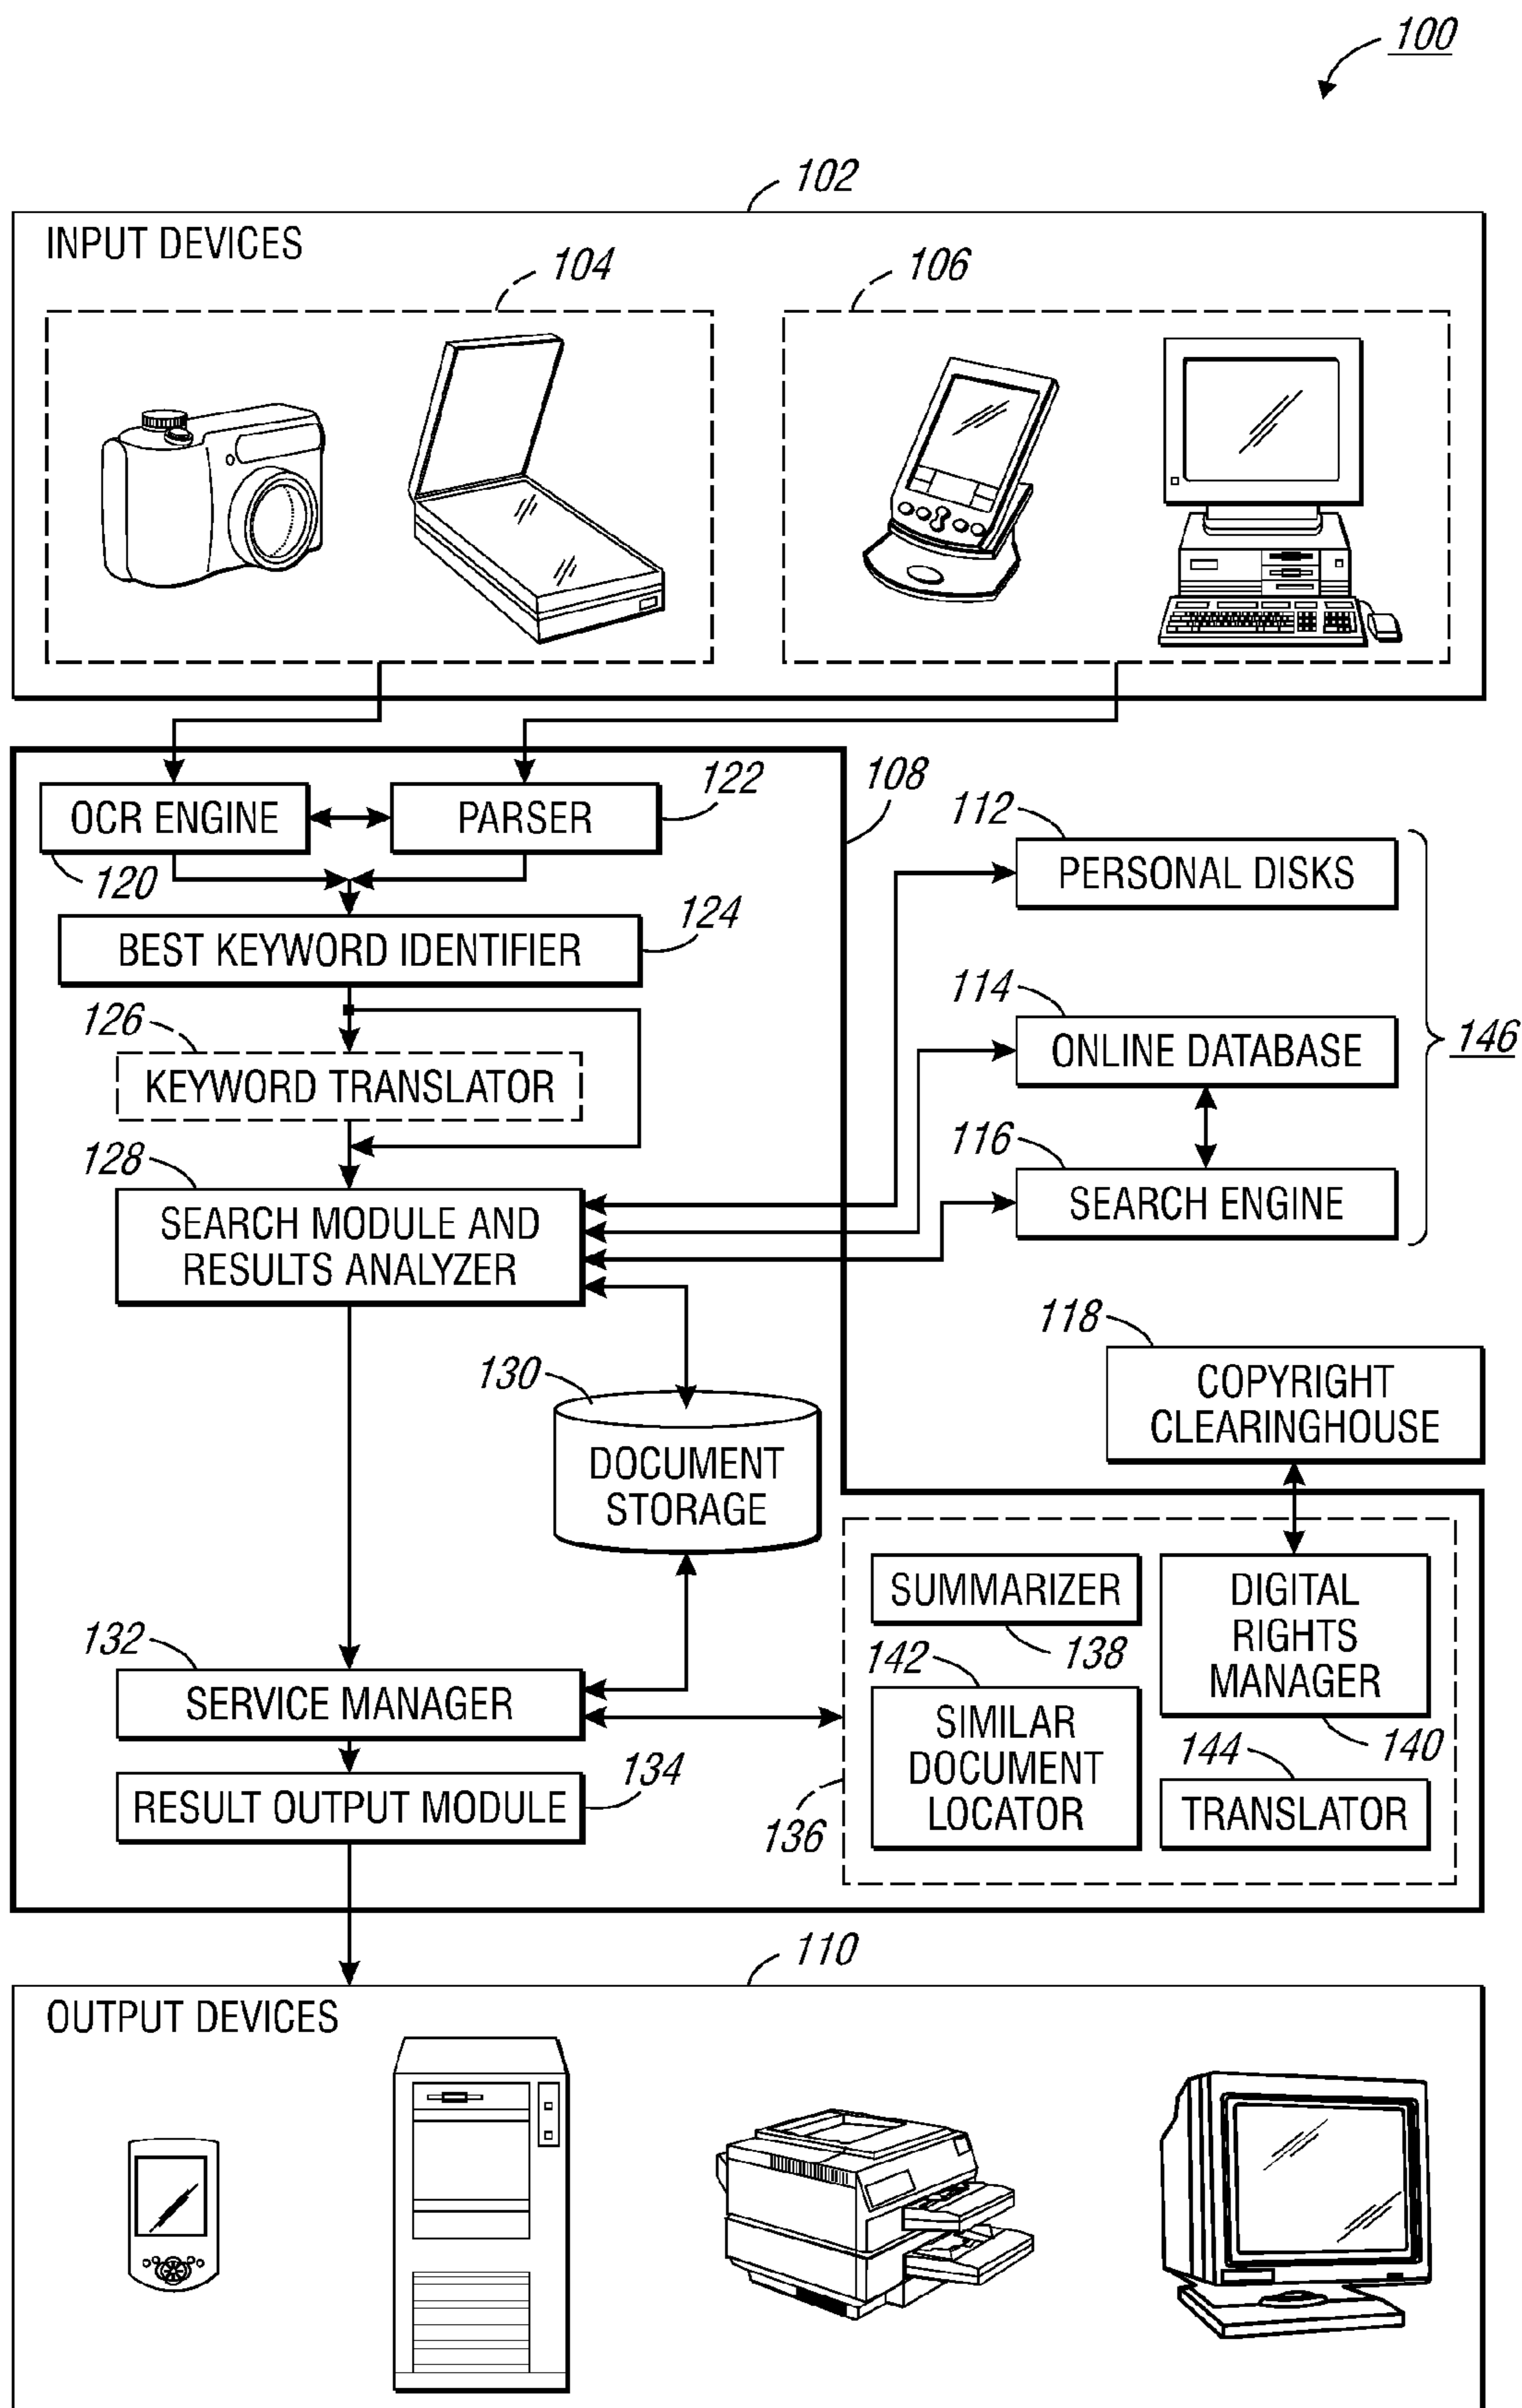 100
102
INPUT DEVICES
104
106
108
OCR ENGINE
120
PARSER
122
112
PERSONAL DISKS
BEST KEYWORD IDENTIFIER
124
114
ONLINE DATABASE
146
126
KEYWORD TRANSLATOR
116
SEARCH ENGINE
128
SEARCH MODULE AND
RESULTS ANALYZER
118
COPYRIGHT
CLEARINGHOUSE
130
DOCUMENT
STORAGE
SUMMARIZER
138
DIGITAL
RIGHTS
MANAGER
140
132
SERVICE MANAGER
142
SIMILAR
DOCUMENT
LOCATOR
144
TRANSLATOR
136
RESULT OUTPUT MODULE
134
110
OUTPUT DEVICES